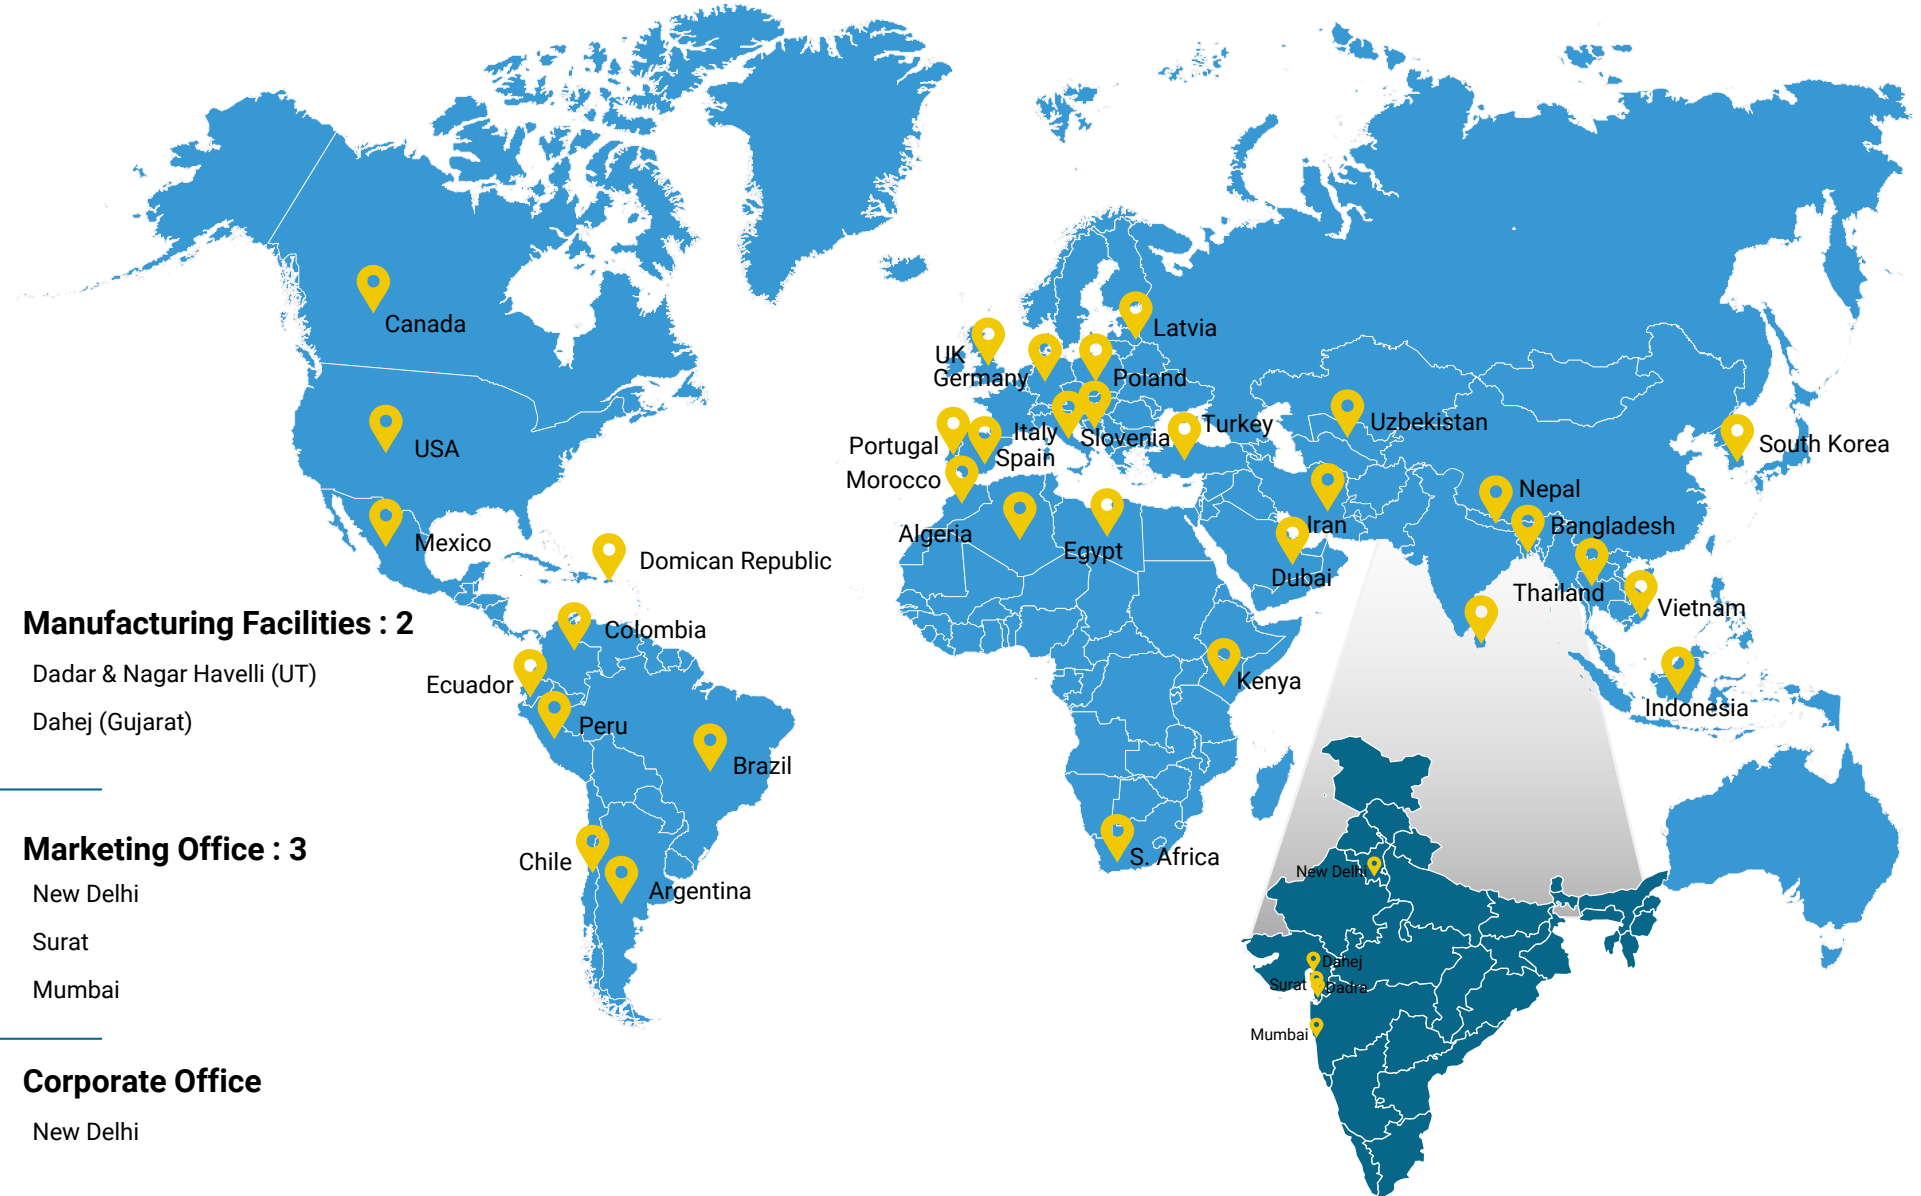 Canada
Latvia
UK
Germany
Poland
USA
Portugal
Italy
Slovenia
Turkey
Uzbekistan
South Korea
Spain
Morocco
Algeria
Egypt
Iran
Nepal
Bangladesh
Mexico
Domican Republic
Dubai
Thailand
Vietnam
Colombia
Ecuador
Kenya
Indonesia
Peru
Brazil
Chile
Argentina
S. Africa
Manufacturing Facilities : 2
Dadar & Nagar Havelli (UT)
Dahej (Gujarat)
Marketing Office : 3
New Delhi
Surat
Mumbai
Corporate Office
New Delhi
New Delhi
Dahej
Surat
Dadra
Mumbai